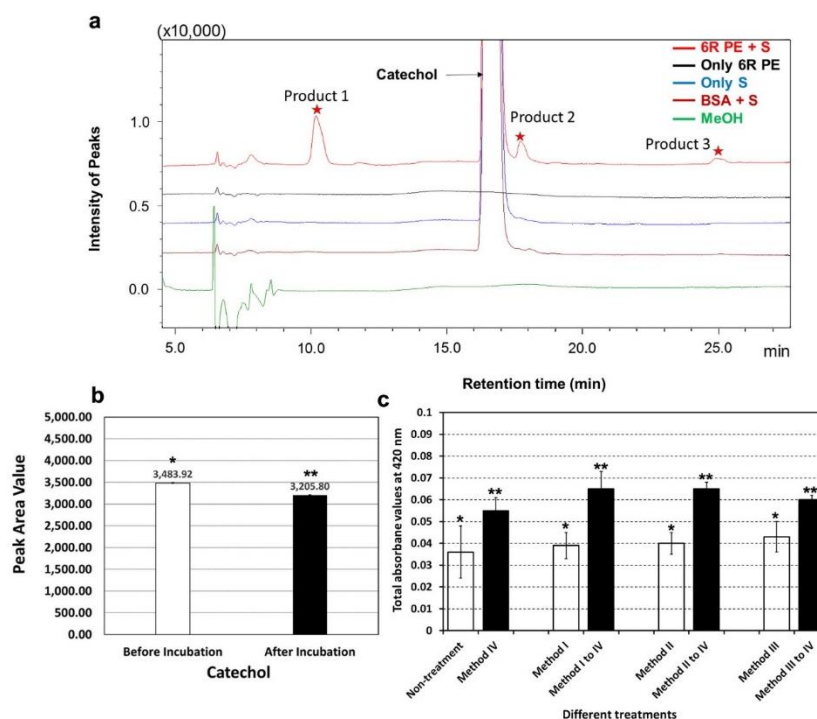 a
(x10,000)
6R PE + S
Only 6R PE
Only S
BSA + S
MeOH
Catechol
Product 1
Product 2
Product 3
1.0
0.5
0.0
Intensity of Peaks
5.0 10.0 15.0 20.0 25.0 min
Retention time (min)
b
5,000.00
4,500.00
4,000.00
3,500.00
3,000.00
2,500.00
2,000.00
1,500.00
1,000.00
500.00
0.00
Peak Area Value
* **
3,483.92 3,205.80
Before Incubation After Incubation
Catechol
c
0.1
0.09
0.08
0.07
0.06
0.05
0.04
0.03
0.02
0.01
0
Total absorbane values at 420 nm
* ** * ** * ** * **
Non-treatment
Method IV
Method I
Method I to IV
Method II
Method II to IV
Method III
Method III to IV
Different treatments